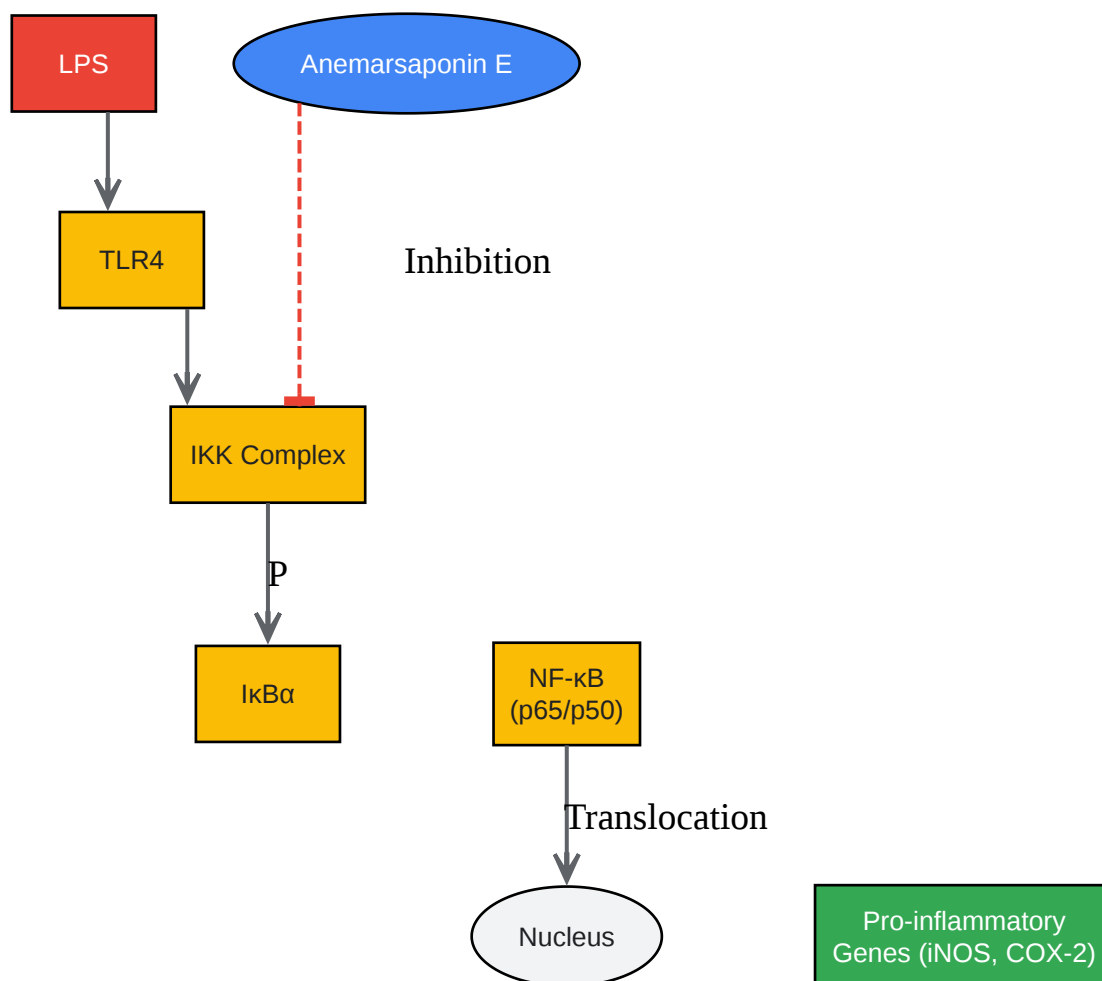 LPS
Anemarsaponin E
TLR4
Inhibition
IKK Complex
P
IκBα
NF-κB
(p65/p50)
Translocation
Nucleus
Pro-inflammatory
Genes (iNOS, COX-2)